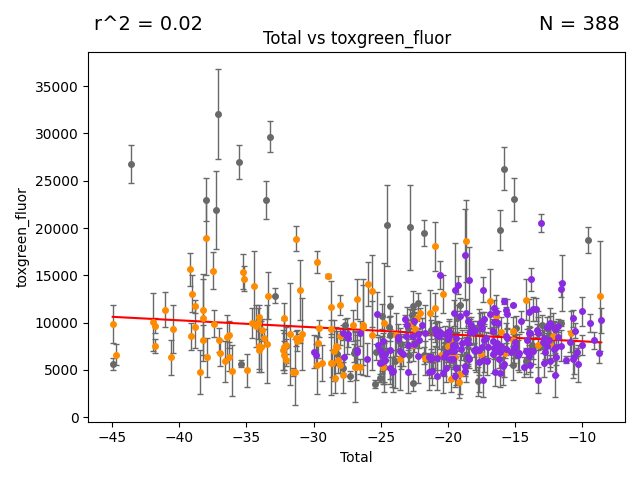 r^2 = 0.02
N = 388
Total vs toxgreen_fluor
toxgreen_fluor
35000
30000
25000
20000
15000
10000
5000
0
−45 −40 −35 −30 −25 −20 −15 −10
Total